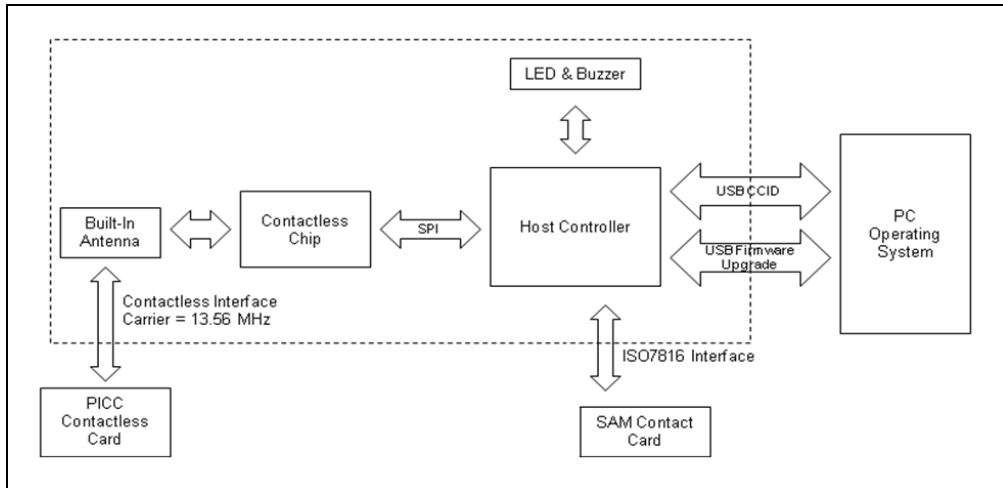 LED & Buzzer
Built-In
Antenna
Contactless
Chip
SPI
Host Controller
USB CCID
USB Firmware
Upgrade
PC
Operating
System
Contactless Interface
Carrier = 13.56 MHz
ISO7816 Interface
PICC
Contactless
Card
SAM Contact
Card